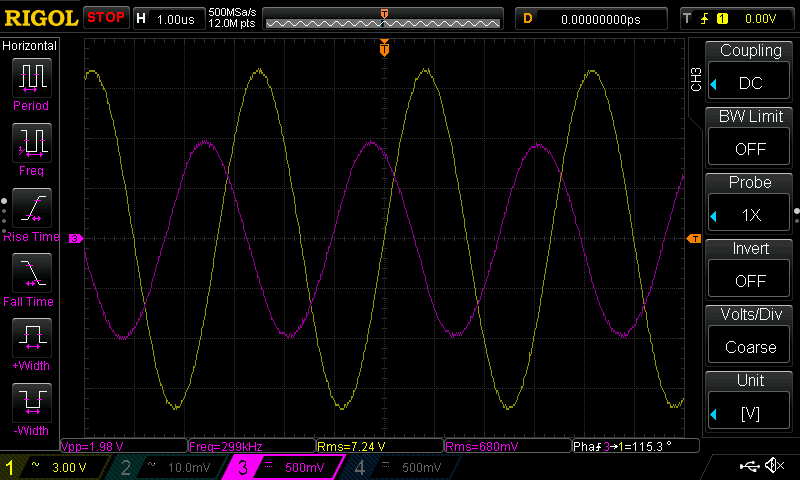 RIGOL STOP H 1.00us 500MSa/s 12.0M pts T D 0.00000000ps T 1 0.00V
Horizontal
Period
Freq
Rise Time
Fall Time
+Width
-Width
3
T
CH3
Coupling
DC
BW Limit
OFF
Probe
1X
Invert
OFF
Volts/Div
Coarse
Unit
[V]
Vpp=1.98 V Freq=299kHz Rms=7.24 V Rms=680mV Pha 3→1=115.3 °
1 ~ 3.00 V 2 ~ 10.0mV 3 500mV 4 500mV